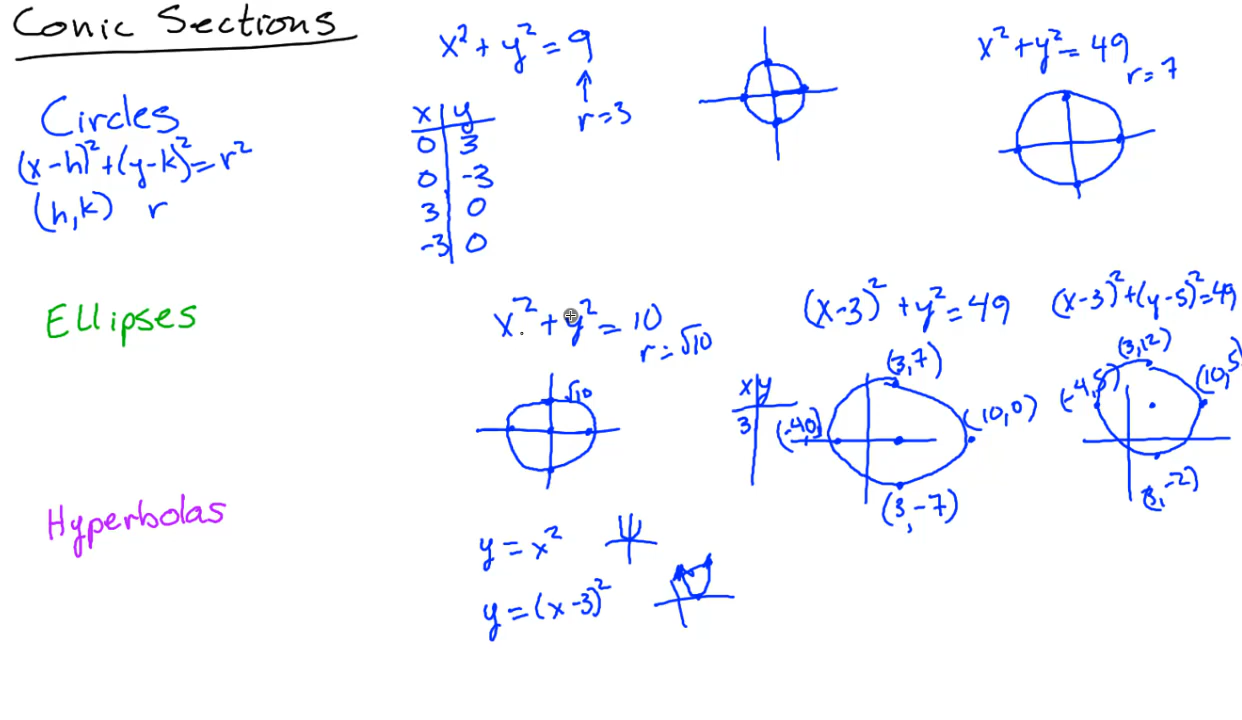 Conic Sections
Circles
(x-h)²+(y-k)²=r²
(h,k) r
Ellipses
Hyperbolas
x²+y²=9
r=3
x y
0 3
0 -3
3 0
-3 0
x²+y²=49
r=7
x²+y²=10
r=√10
√10
(x-3)²+y²=49
x y
3
(3,7)
(-4,0)
(10,0)
(3,-7)
(x-3)²+(y-5)²=49
(3,12)
(-4,5)
(10,5)
(3,-2)
y=x²
y=(x-3)²